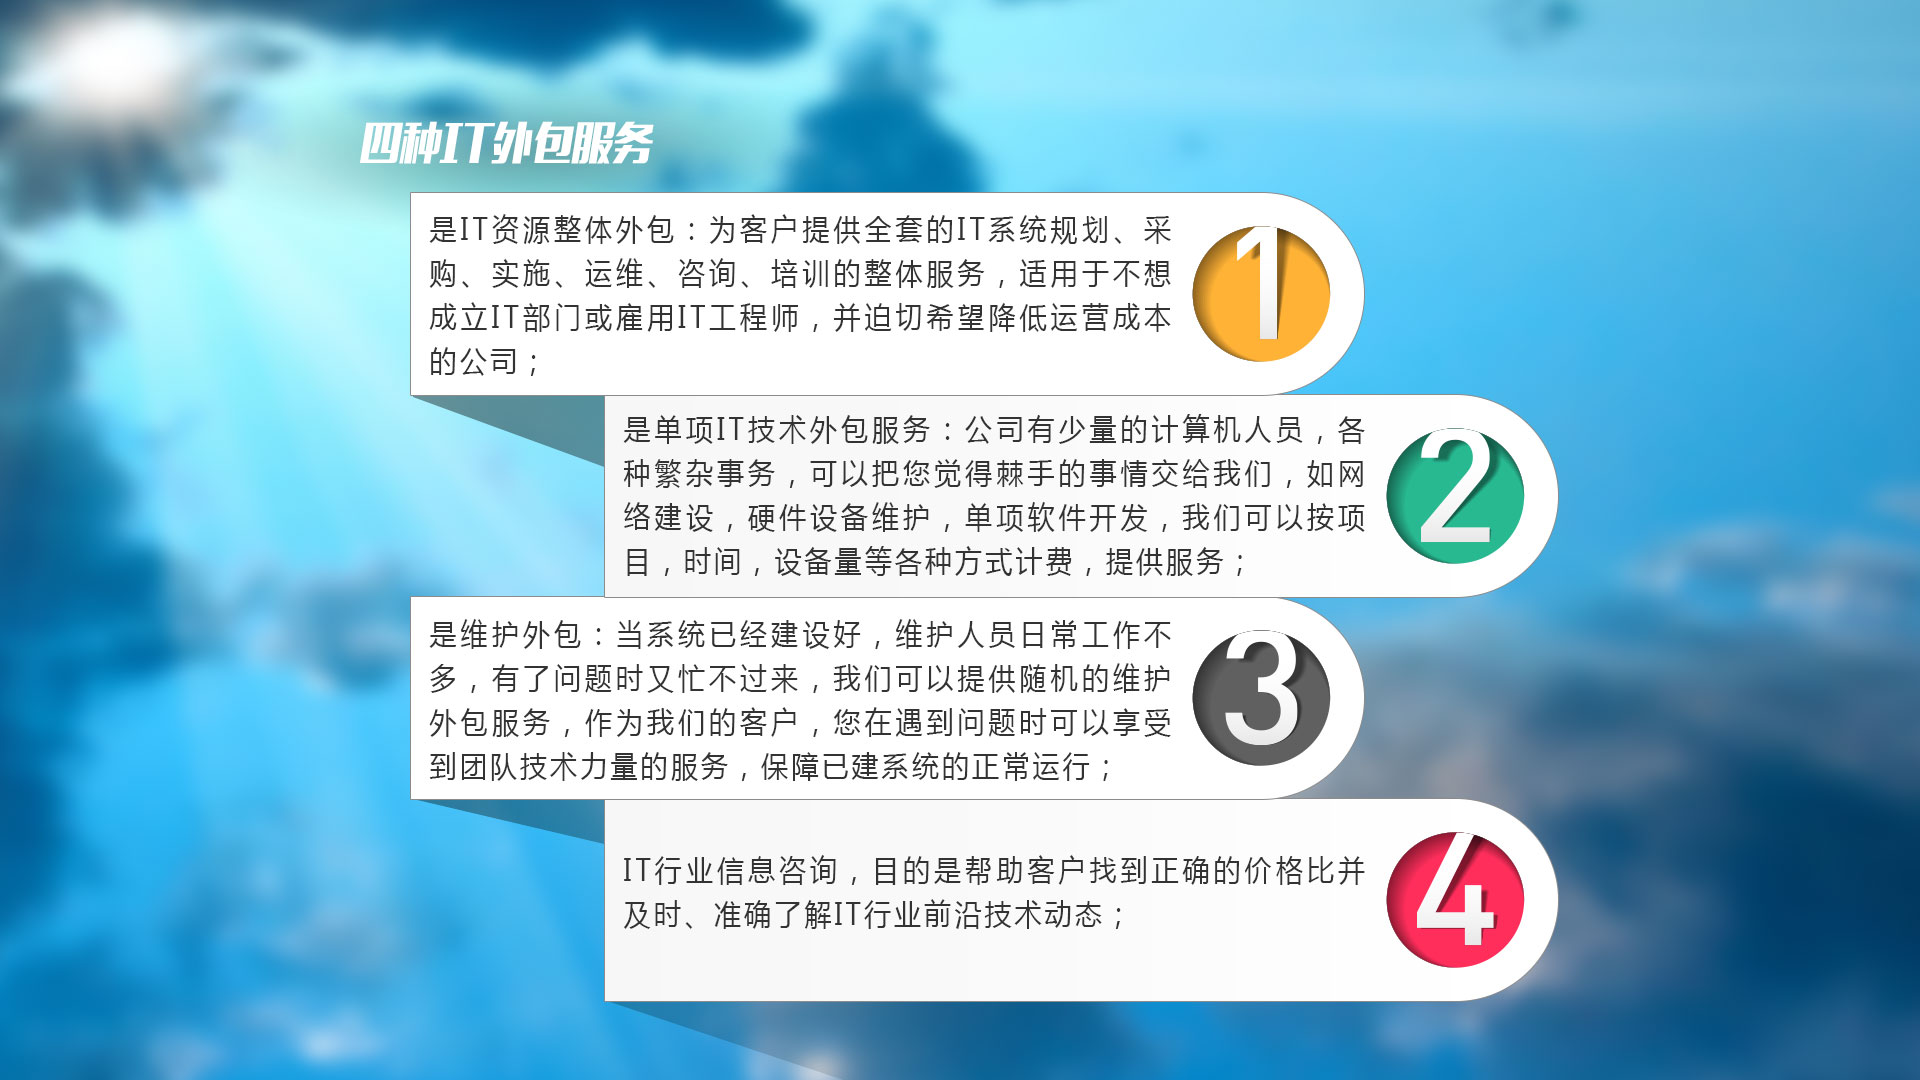 四种IT外包服务
是IT资源整体外包：为客户提供全套的IT系统规划、采
购、实施、运维、咨询、培训的整体服务，适用于不想
成立IT部门或雇用IT工程师，并迫切希望降低运营成本
的公司；
1
是单项IT技术外包服务：公司有少量的计算机人员，各
种繁杂事务，可以把您觉得棘手的事情交给我们，如网
络建设，硬件设备维护，单项软件开发，我们可以按项
目，时间，设备量等各种方式计费，提供服务；
2
是维护外包：当系统已经建设好，维护人员日常工作不
多，有了问题时又忙不过来，我们可以提供随机的维护
外包服务，作为我们的客户，您在遇到问题时可以享受
到团队技术力量的服务，保障已建系统的正常运行；
3
IT行业信息咨询，目的是帮助客户找到正确的价格比并
及时、准确了解IT行业前沿技术动态；
4